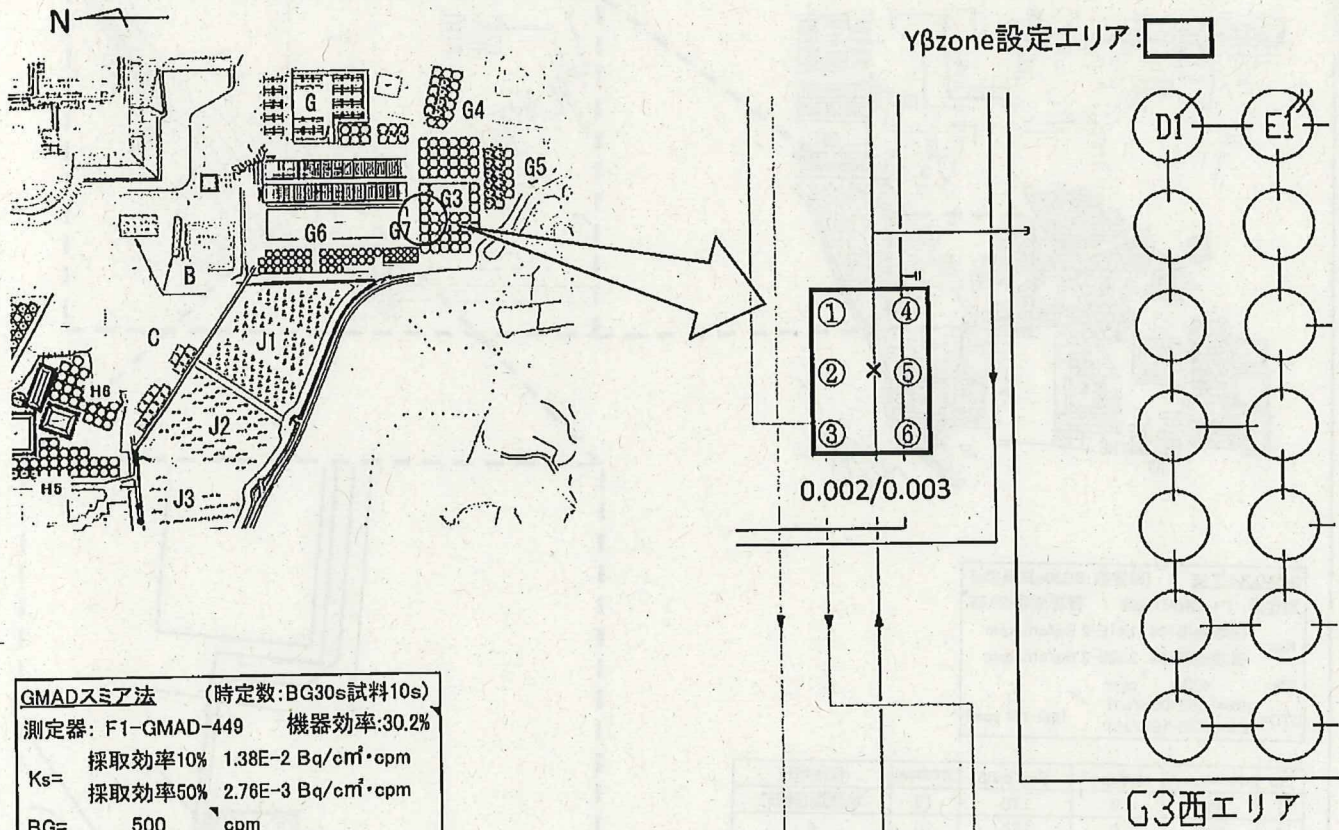 N
Yβzone設定エリア:
G
G4
G5
G3
G7
G6
B
C
J1
J2
J3
H6
H5
D1
E1
①
④
②
×
⑤
③
⑥
0.002/0.003
G3西エリア
GMADスミア法 (時定数:BG30s試料10s)
測定器: F1-GMAD-449 機器効率:30.2%
Ks= 採取効率10% 1.38E-2 Bq/c㎡・cpm
採取効率50% 2.76E-3 Bq/c㎡・cpm
BG= 500 cpm